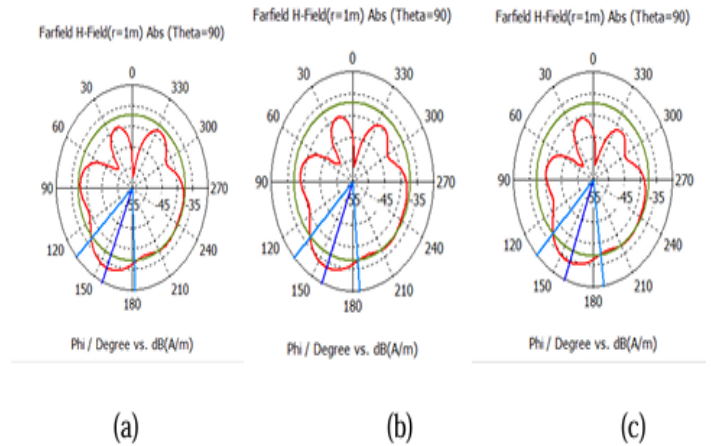 Farfield H-Field(r=1m) Abs (Theta=90)
0
30 330
60 300
90 -55 -45 -35 270
120 240
150 210
180
Phi / Degree vs. dB(A/m)
(a)
Farfield H-Field(r=1m) Abs (Theta=90)
0
30 330
60 300
90 -55 -45 -35 270
120 240
150 210
180
Phi / Degree vs. dB(A/m)
(b)
Farfield H-Field(r=1m) Abs (Theta=90)
0
30 330
60 300
90 -55 -45 -35 270
120 240
150 210
180
Phi / Degree vs. dB(A/m)
(c)